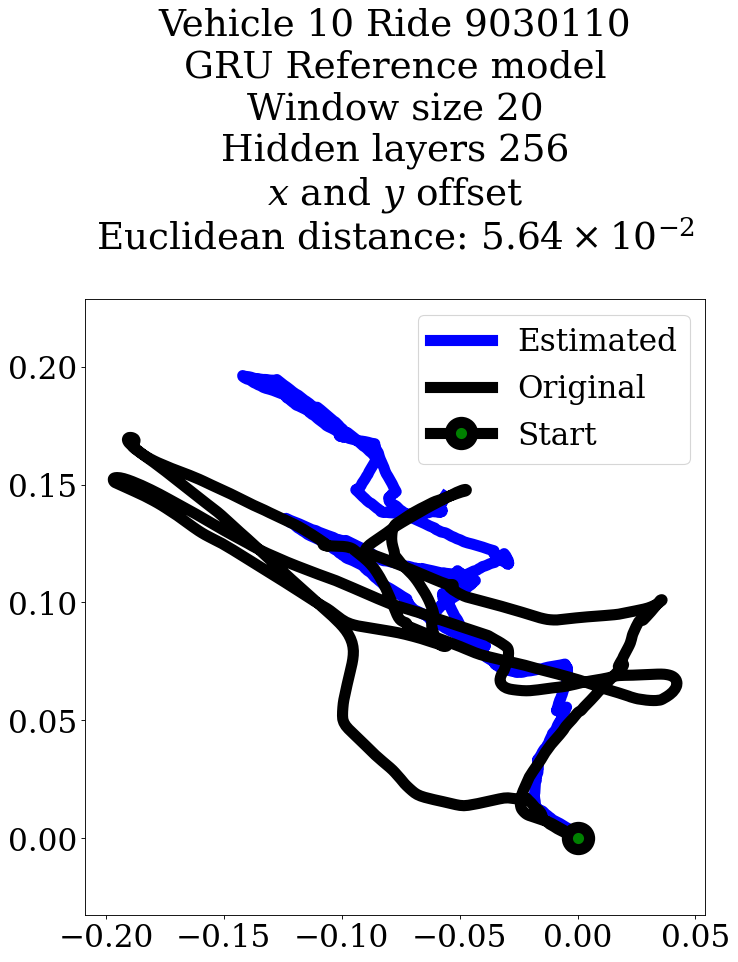 Vehicle 10 Ride 9030110
GRU Reference model
Window size 20
Hidden layers 256
x and y offset
Euclidean distance: 5.64 × 10⁻²
Estimated
Original
Start
0.20
0.15
0.10
0.05
0.00
−0.20 −0.15 −0.10 −0.05 0.00 0.05